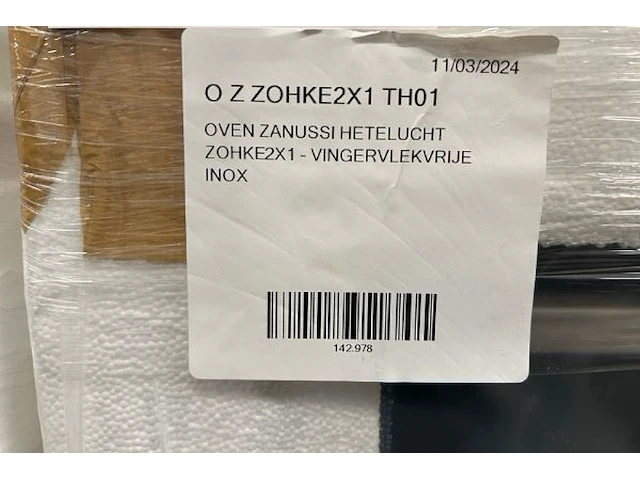 11/03/2024
O Z ZOHKE2X1 TH01
OVEN ZANUSSI HETELUCHT
ZOHKE2X1 - VINGERVLEKVRIJE
INOX
142.978